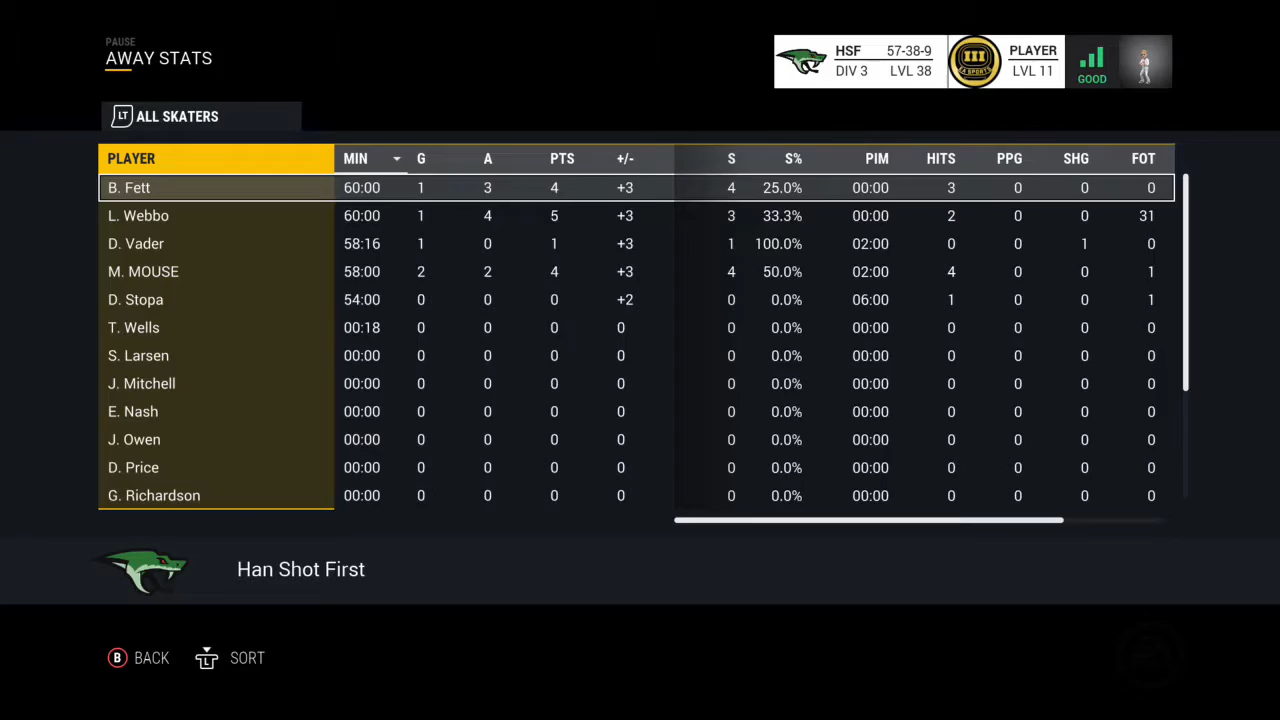 PAUSE
AWAY STATS
HSF 57-38-9
DIV 3 LVL 38
III
EA SPORTS
PLAYER
LVL 11
GOOD
LT ALL SKATERS
PLAYER MIN G A PTS +/- S S% PIM HITS PPG SHG FOT
B. Fett 60:00 1 3 4 +3 4 25.0% 00:00 3 0 0 0
L. Webbo 60:00 1 4 5 +3 3 33.3% 00:00 2 0 0 31
D. Vader 58:16 1 0 1 +3 1 100.0% 02:00 0 0 1 0
M. MOUSE 58:00 2 2 4 +3 4 50.0% 02:00 4 0 0 1
D. Stopa 54:00 0 0 0 +2 0 0.0% 06:00 1 0 0 1
T. Wells 00:18 0 0 0 0 0 0.0% 00:00 0 0 0 0
S. Larsen 00:00 0 0 0 0 0 0.0% 00:00 0 0 0 0
J. Mitchell 00:00 0 0 0 0 0 0.0% 00:00 0 0 0 0
E. Nash 00:00 0 0 0 0 0 0.0% 00:00 0 0 0 0
J. Owen 00:00 0 0 0 0 0 0.0% 00:00 0 0 0 0
D. Price 00:00 0 0 0 0 0 0.0% 00:00 0 0 0 0
G. Richardson 00:00 0 0 0 0 0 0.0% 00:00 0 0 0 0
Han Shot First
B BACK L SORT